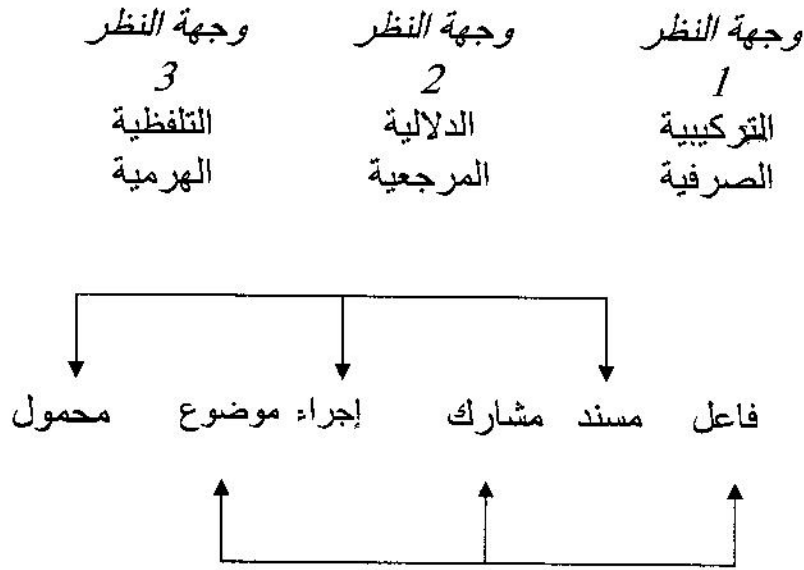 وجهة النظر وجهة النظر وجهة النظر
1 2 3
التركيبية الدلالية التلفظية
الصرفية المرجعية الهرمية
فاعل مسند مشارك إجراء موضوع محمول